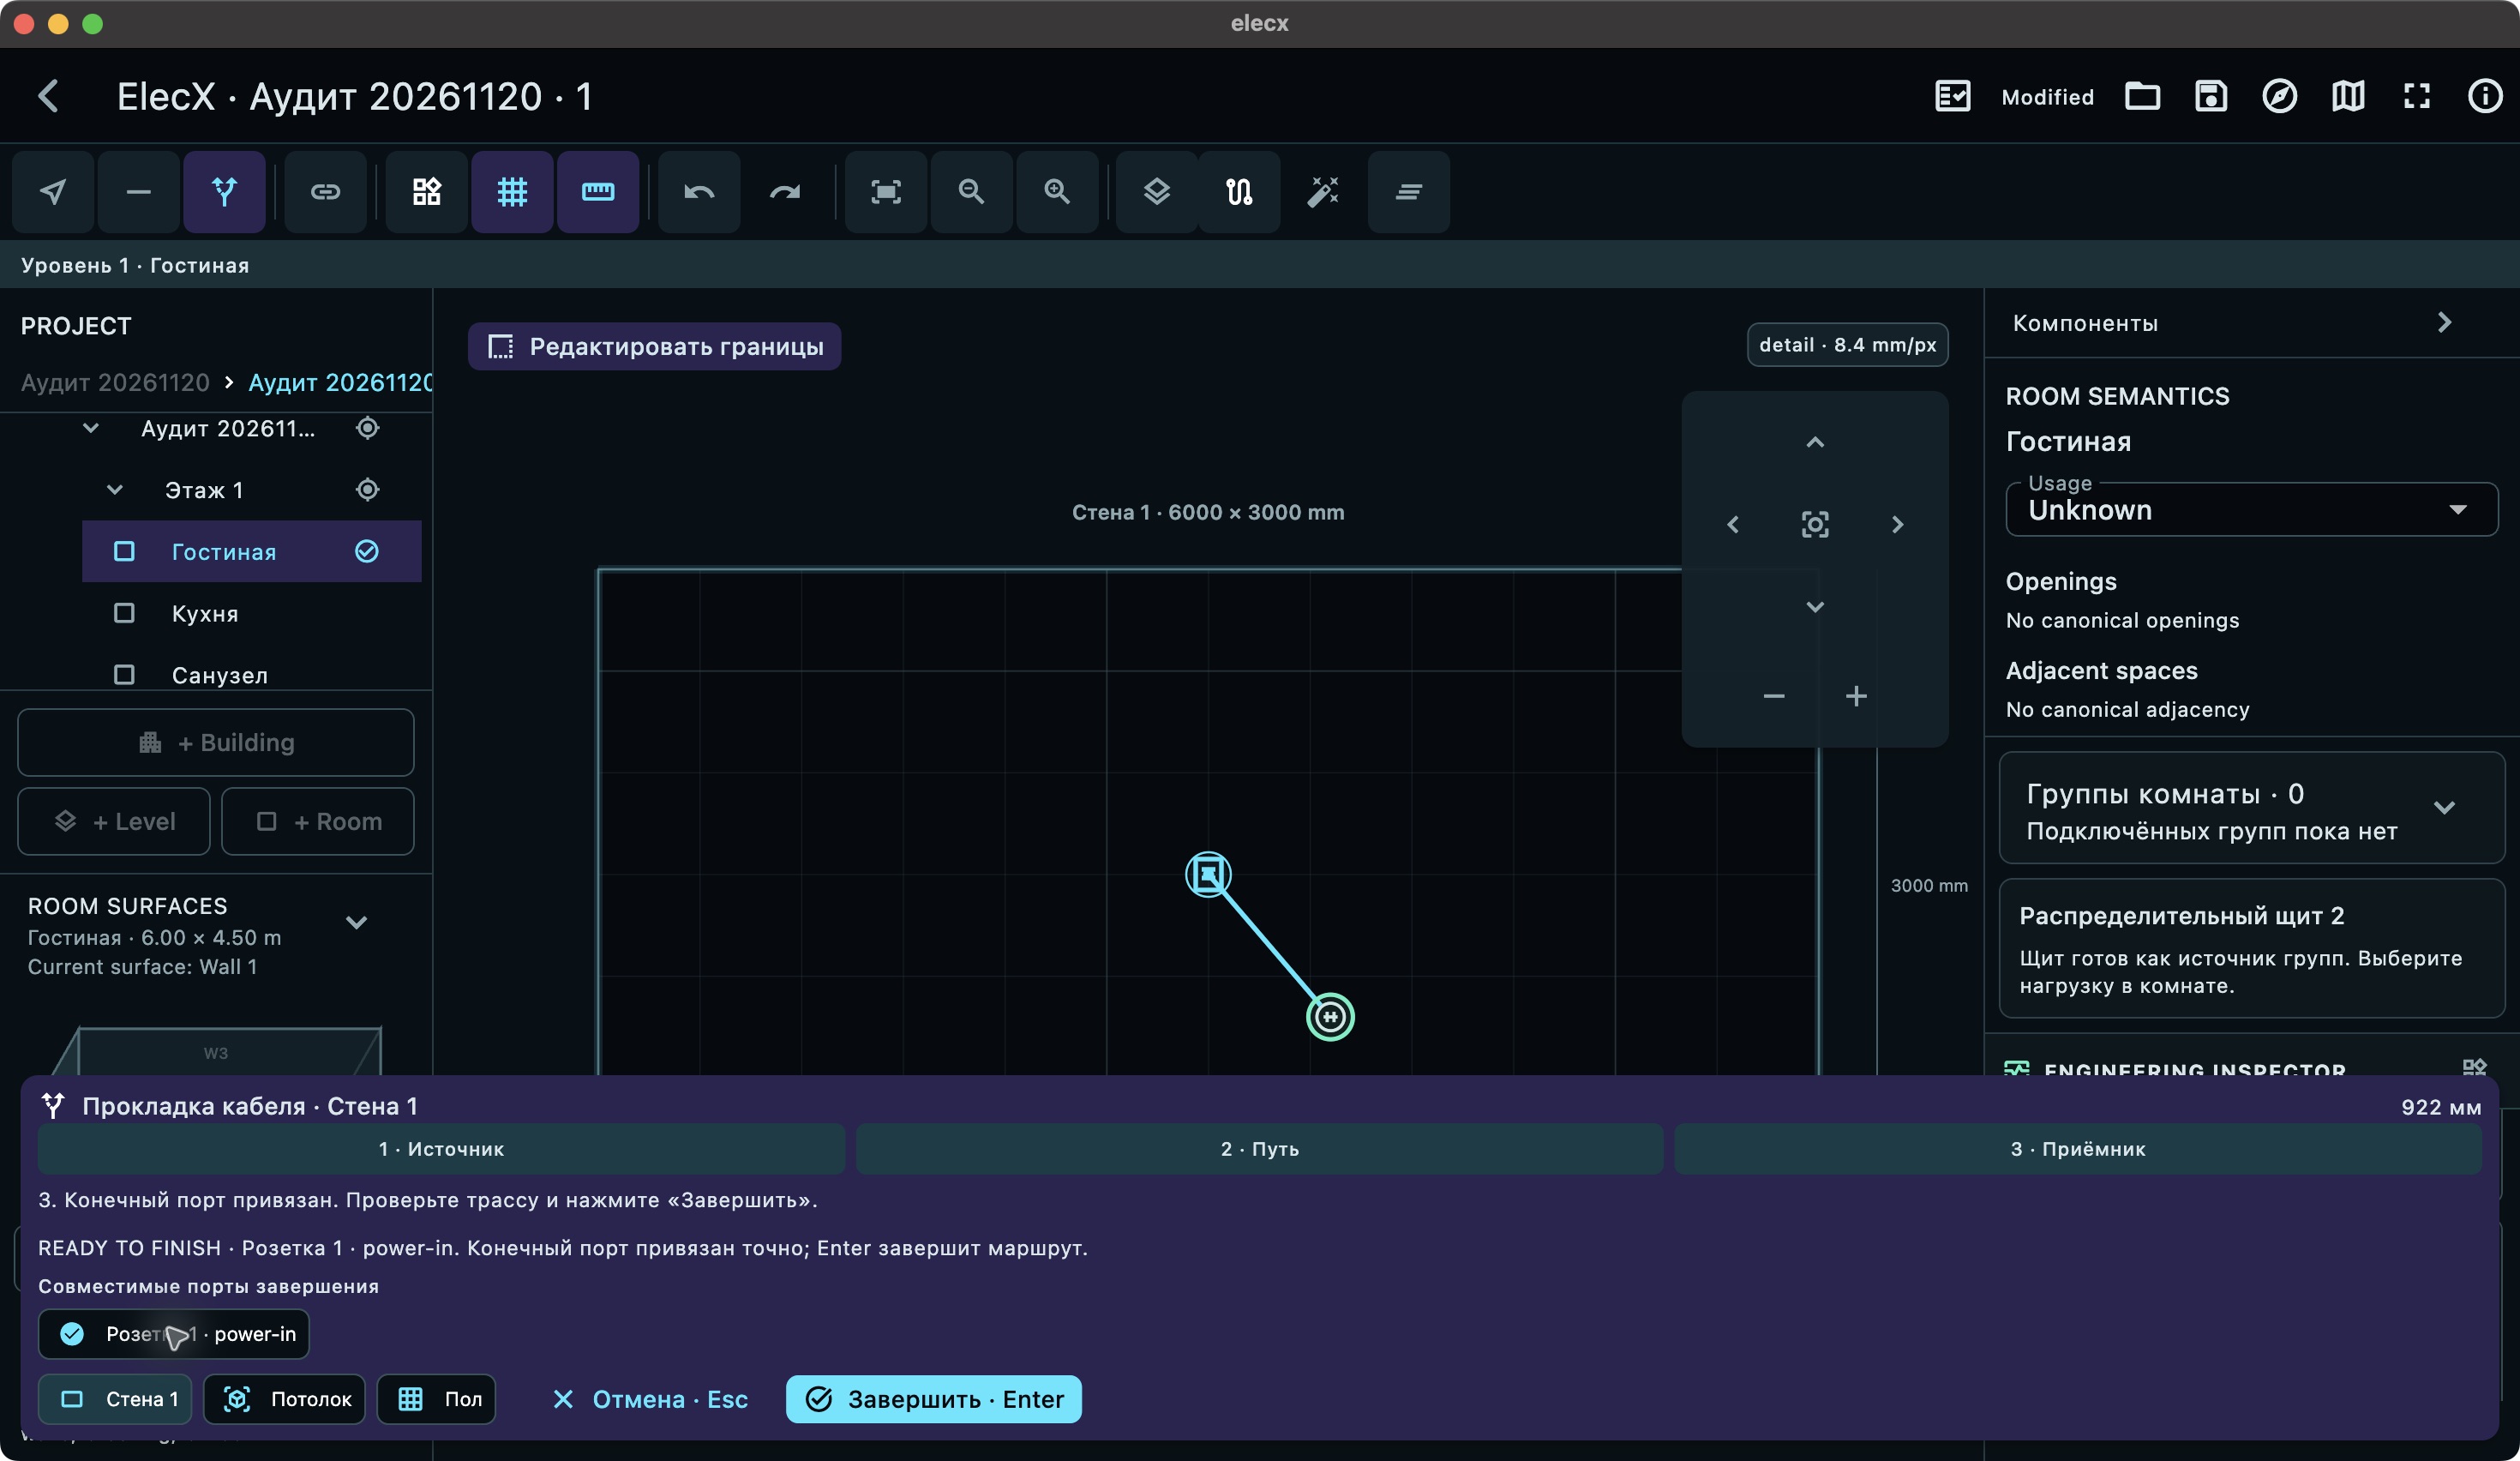 elecx
ElecX · Аудит 20261120 · 1
Modified
Уровень 1 · Гостиная
PROJECT
Аудит 20261120 › Аудит 20261120
Аудит 202611...
Этаж 1
Гостиная
Кухня
Санузел
+ Building
+ Level
+ Room
ROOM SURFACES
Гостиная · 6.00 × 4.50 m
Current surface: Wall 1
W3
Редактировать границы
detail · 8.4 mm/px
Стена 1 · 6000 × 3000 mm
3000 mm
Компоненты
ROOM SEMANTICS
Гостиная
Usage
Unknown
Openings
No canonical openings
Adjacent spaces
No canonical adjacency
Группы комнаты · 0
Подключённых групп пока нет
Распределительный щит 2
Щит готов как источник групп. Выберите
нагрузку в комнате.
ENGINEERING INSPECTOR
Прокладка кабеля · Стена 1
922 мм
1 · Источник
2 · Путь
3 · Приёмник
3. Конечный порт привязан. Проверьте трассу и нажмите «Завершить».
READY TO FINISH · Розетка 1 · power-in. Конечный порт привязан точно; Enter завершит маршрут.
Совместимые порты завершения
Розетка 1 · power-in
Стена 1
Потолок
Пол
Отмена · Esc
Завершить · Enter